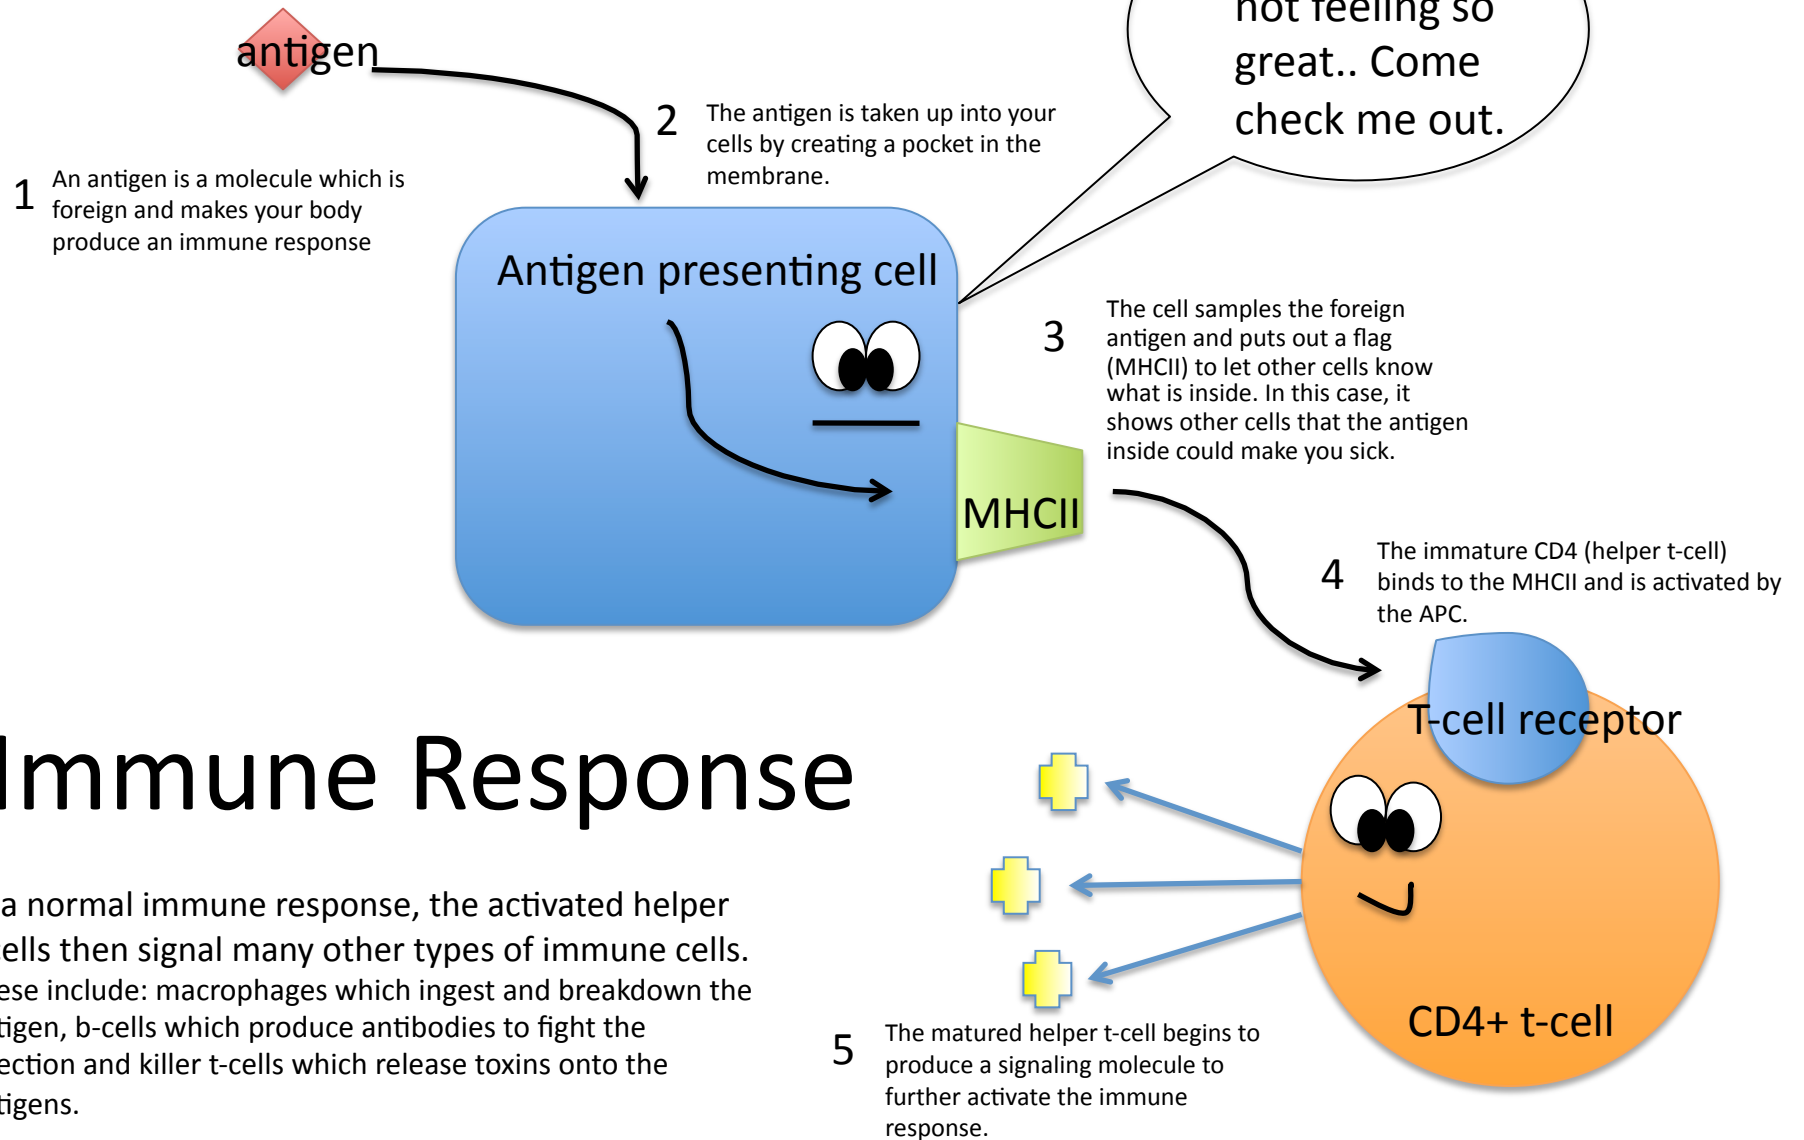 antigen
not feeling so
great.. Come
check me out.
1
An antigen is a molecule which is
foreign and makes your body
produce an immune response
2
The antigen is taken up into your
cells by creating a pocket in the
membrane.
Antigen presenting cell
3
The cell samples the foreign
antigen and puts out a flag
(MHCII) to let other cells know
what is inside. In this case, it
shows other cells that the antigen
inside could make you sick.
MHCII
4
The immature CD4 (helper t-cell)
binds to the MHCII and is activated by
the APC.
T-cell receptor
CD4+ t-cell
Immune Response
a normal immune response, the activated helper
cells then signal many other types of immune cells.
ese include: macrophages which ingest and breakdown the
tigen, b-cells which produce antibodies to fight the
ection and killer t-cells which release toxins onto the
tigens.
5
The matured helper t-cell begins to
produce a signaling molecule to
further activate the immune
response.